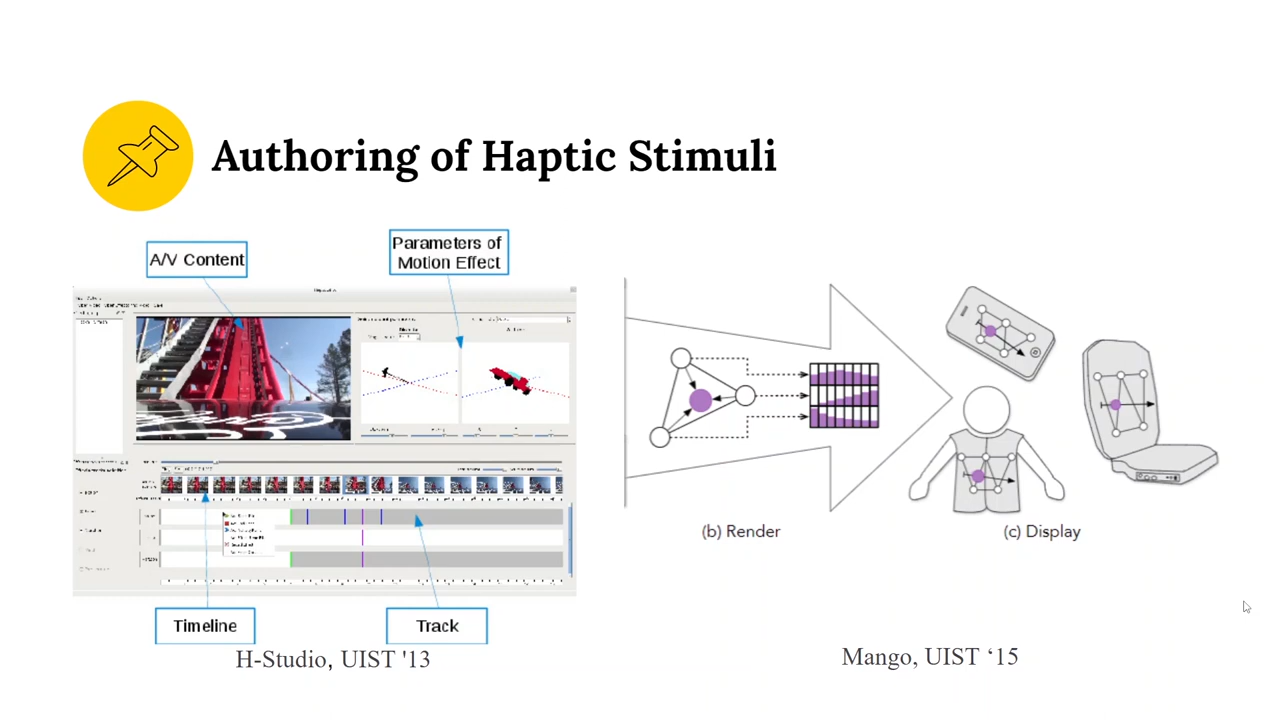 Authoring of Haptic Stimuli
A/V Content
Parameters of
Motion Effect
Timeline
Track
H-Studio, UIST '13
(b) Render
(c) Display
Mango, UIST ‘15